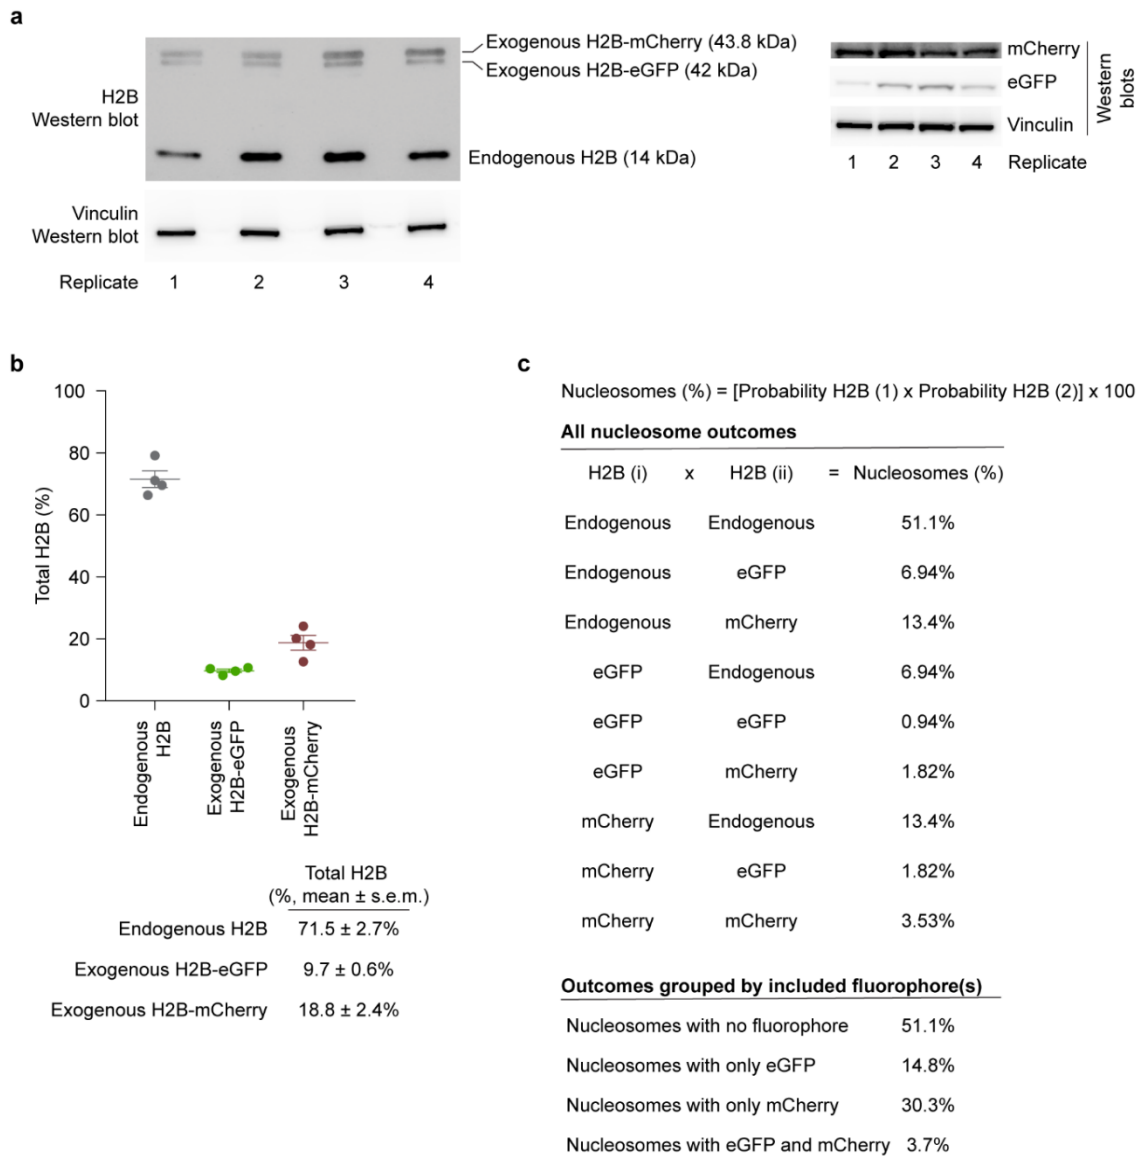 a
H2B
Western blot
Exogenous H2B-mCherry (43.8 kDa)
Exogenous H2B-eGFP (42 kDa)
Endogenous H2B (14 kDa)
Vinculin
Western blot
Replicate 1 2 3 4
mCherry
eGFP
Vinculin
Western
blots
1 2 3 4 Replicate
b
Total H2B (%)
100
80
60
40
20
0
Endogenous
H2B
Exogenous
H2B-eGFP
Exogenous
H2B-mCherry
Total H2B
(%, mean ± s.e.m.)
Endogenous H2B 71.5 ± 2.7%
Exogenous H2B-eGFP 9.7 ± 0.6%
Exogenous H2B-mCherry 18.8 ± 2.4%
c
Nucleosomes (%) = [Probability H2B (1) x Probability H2B (2)] x 100
All nucleosome outcomes
H2B (i) x H2B (ii) = Nucleosomes (%)
Endogenous Endogenous 51.1%
Endogenous eGFP 6.94%
Endogenous mCherry 13.4%
eGFP Endogenous 6.94%
eGFP eGFP 0.94%
eGFP mCherry 1.82%
mCherry Endogenous 13.4%
mCherry eGFP 1.82%
mCherry mCherry 3.53%
Outcomes grouped by included fluorophore(s)
Nucleosomes with no fluorophore 51.1%
Nucleosomes with only eGFP 14.8%
Nucleosomes with only mCherry 30.3%
Nucleosomes with eGFP and mCherry 3.7%